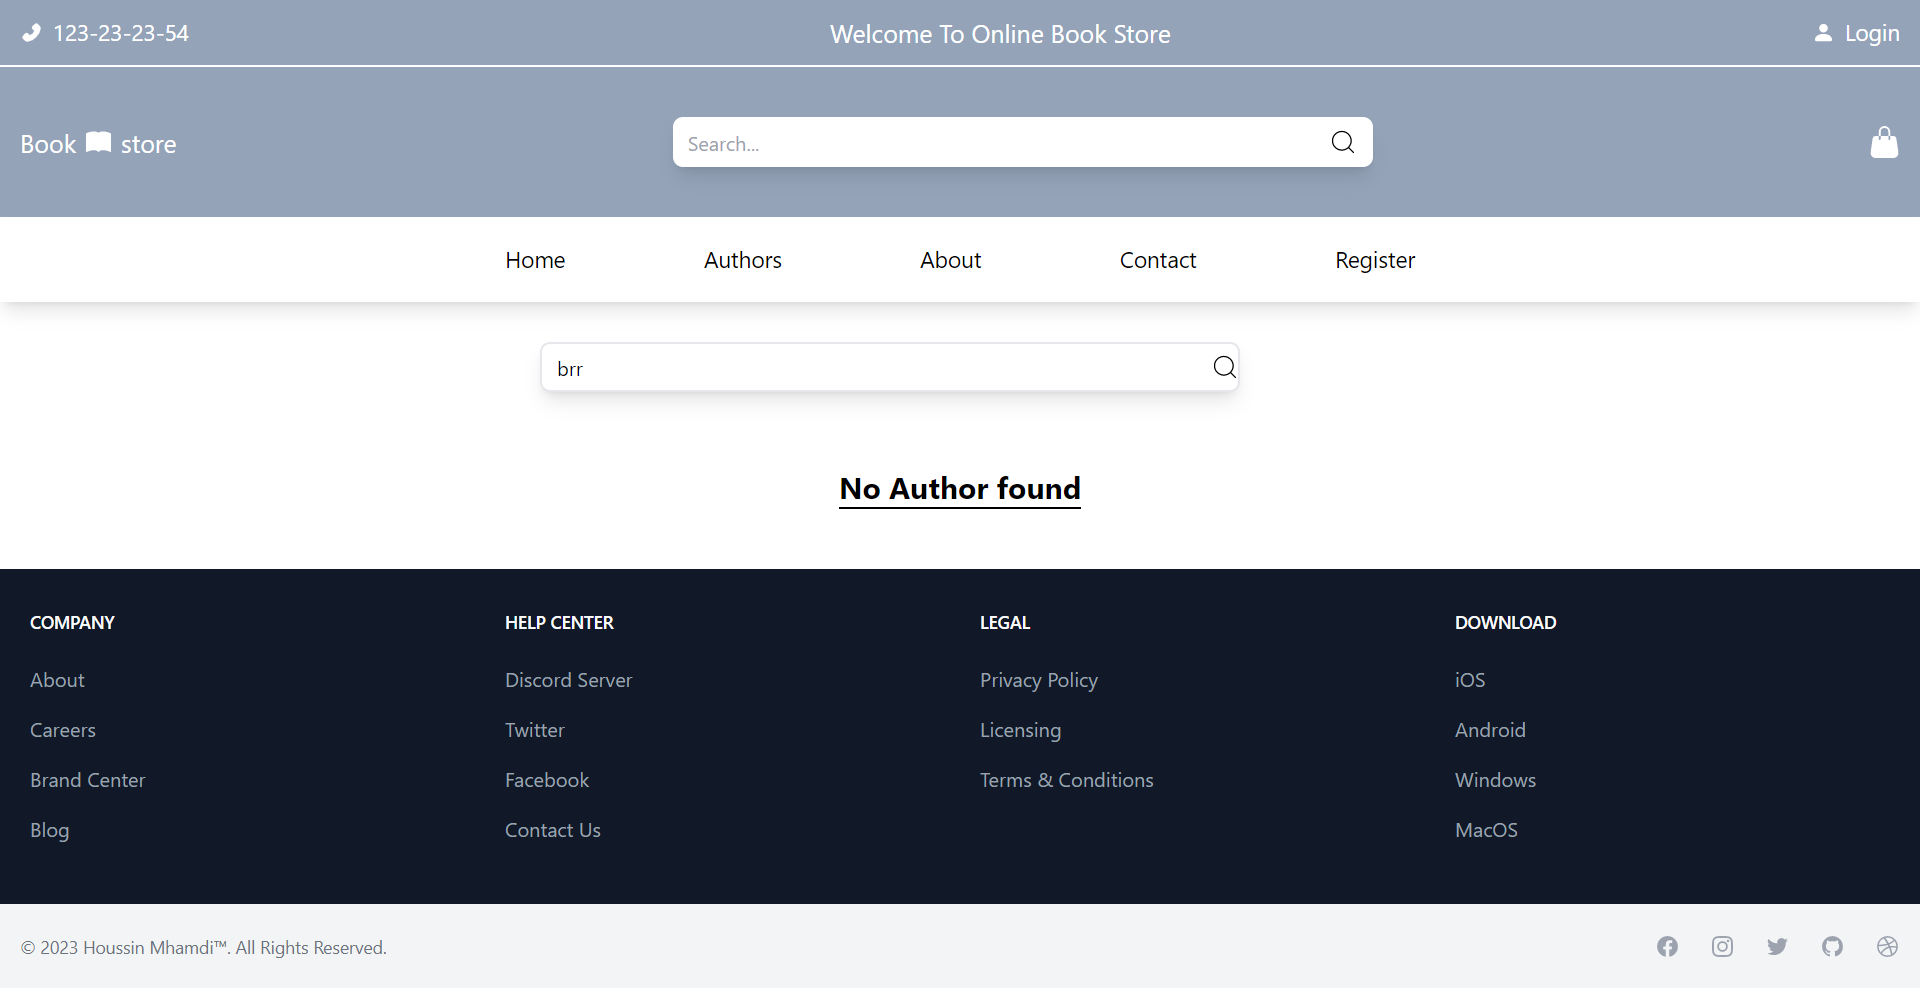 123-23-23-54
Welcome To Online Book Store
Login
Book store
Search...
Home Authors About Contact Register
brr
No Author found
COMPANY
About
Careers
Brand Center
Blog
HELP CENTER
Discord Server
Twitter
Facebook
Contact Us
LEGAL
Privacy Policy
Licensing
Terms & Conditions
DOWNLOAD
iOS
Android
Windows
MacOS
© 2023 Houssin Mhamdi™. All Rights Reserved.